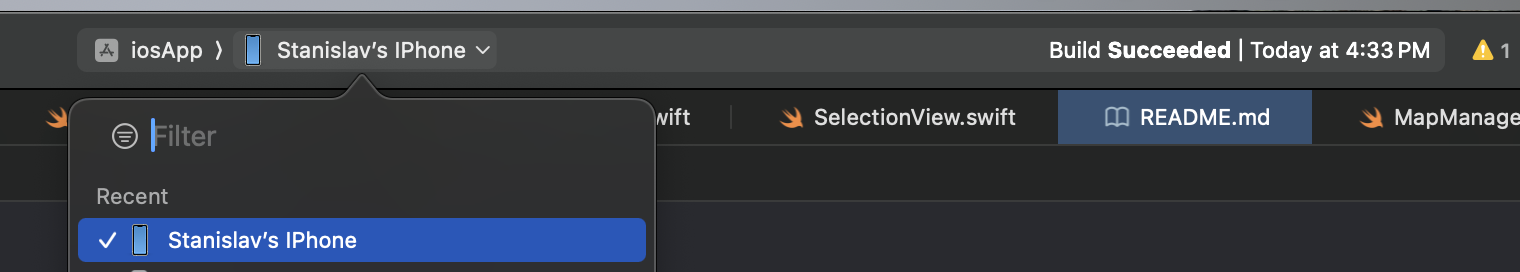 iosApp ⟩ Stanislav's IPhone
Build Succeeded | Today at 4:33 PM
1
wift
SelectionView.swift
README.md
MapManage
Filter
Recent
Stanislav's IPhone